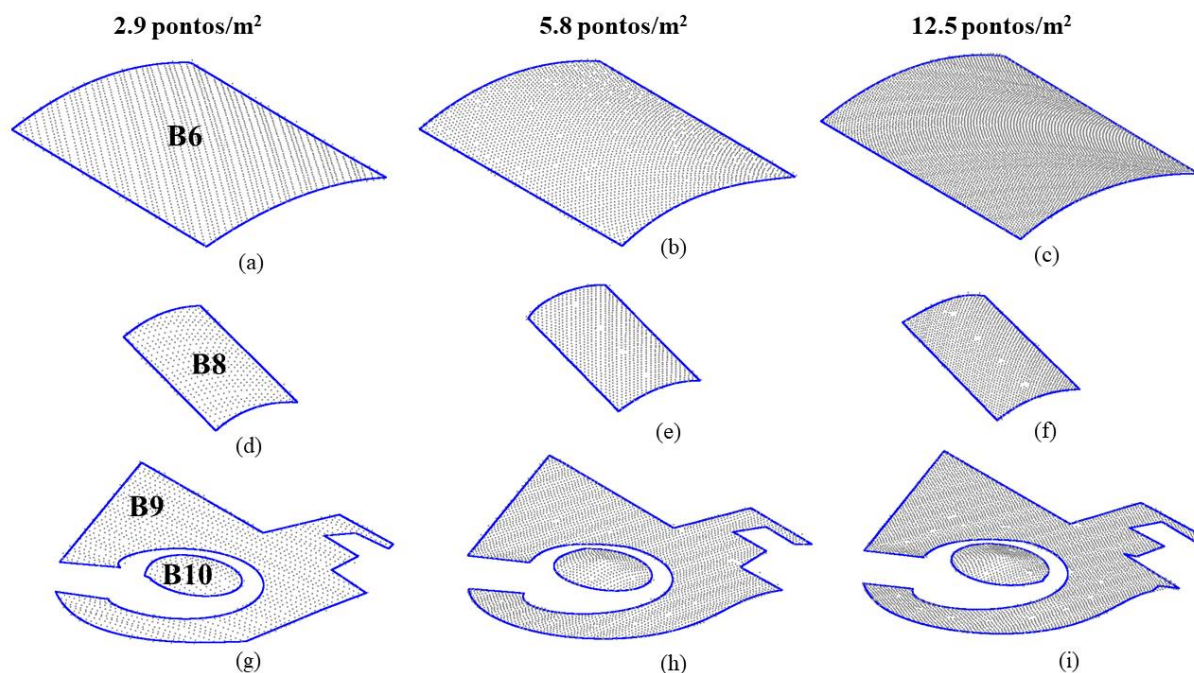 2.9 pontos/m² 5.8 pontos/m² 12.5 pontos/m²
B6
(a) (b) (c)
B8
(d) (e) (f)
B9
B10
(g) (h) (i)